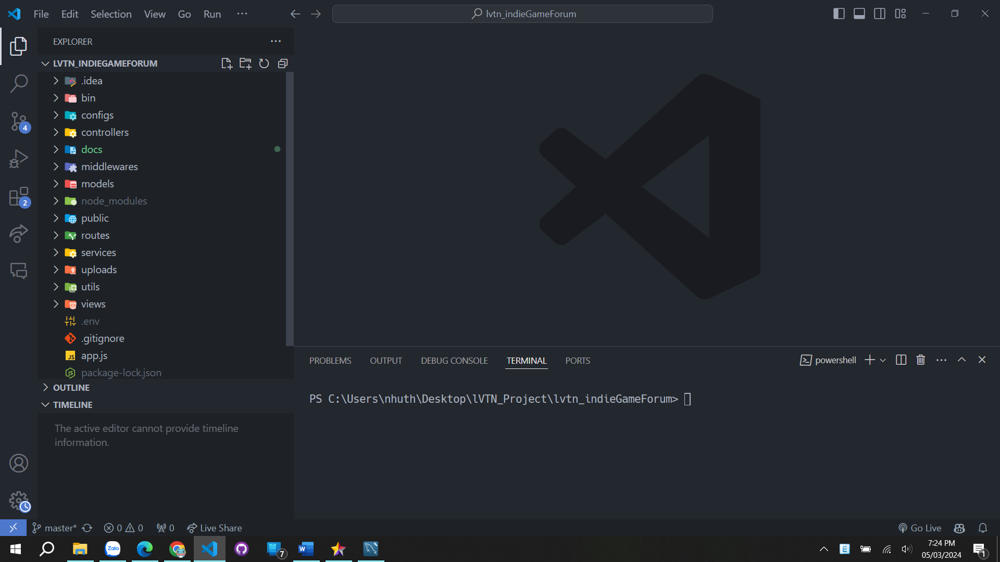 File Edit Selection View Go Run ···
lvtn_indieGameForum
EXPLORER
LVTN_INDIEGAMEFORUM
.idea
bin
configs
controllers
docs
middlewares
models
node_modules
public
routes
services
uploads
utils
views
.env
.gitignore
JS app.js
package-lock.json
OUTLINE
TIMELINE
The active editor cannot provide timeline
information.
4
2
PROBLEMS OUTPUT DEBUG CONSOLE TERMINAL PORTS
powershell
PS C:\Users\nhuth\Desktop\lVTN_Project\lvtn_indieGameForum>
master* 0 0 0 Live Share
Go Live
Zalo
7
W
E
7:24 PM
05/03/2024
1